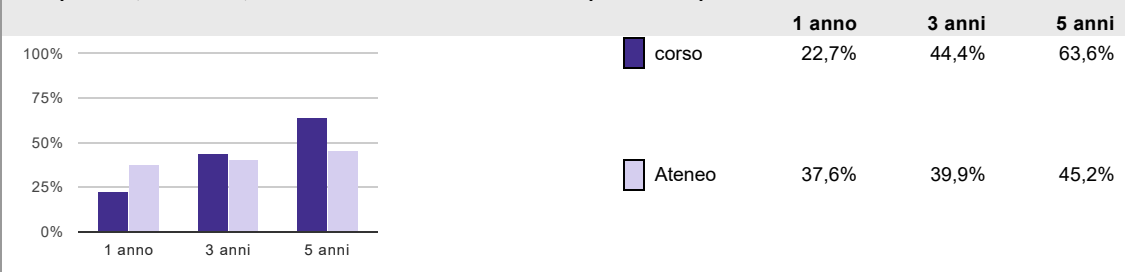 1 anno 3 anni 5 anni
100%
75%
50%
25%
0%
1 anno 3 anni 5 anni
corso 22,7% 44,4% 63,6%
Ateneo 37,6% 39,9% 45,2%